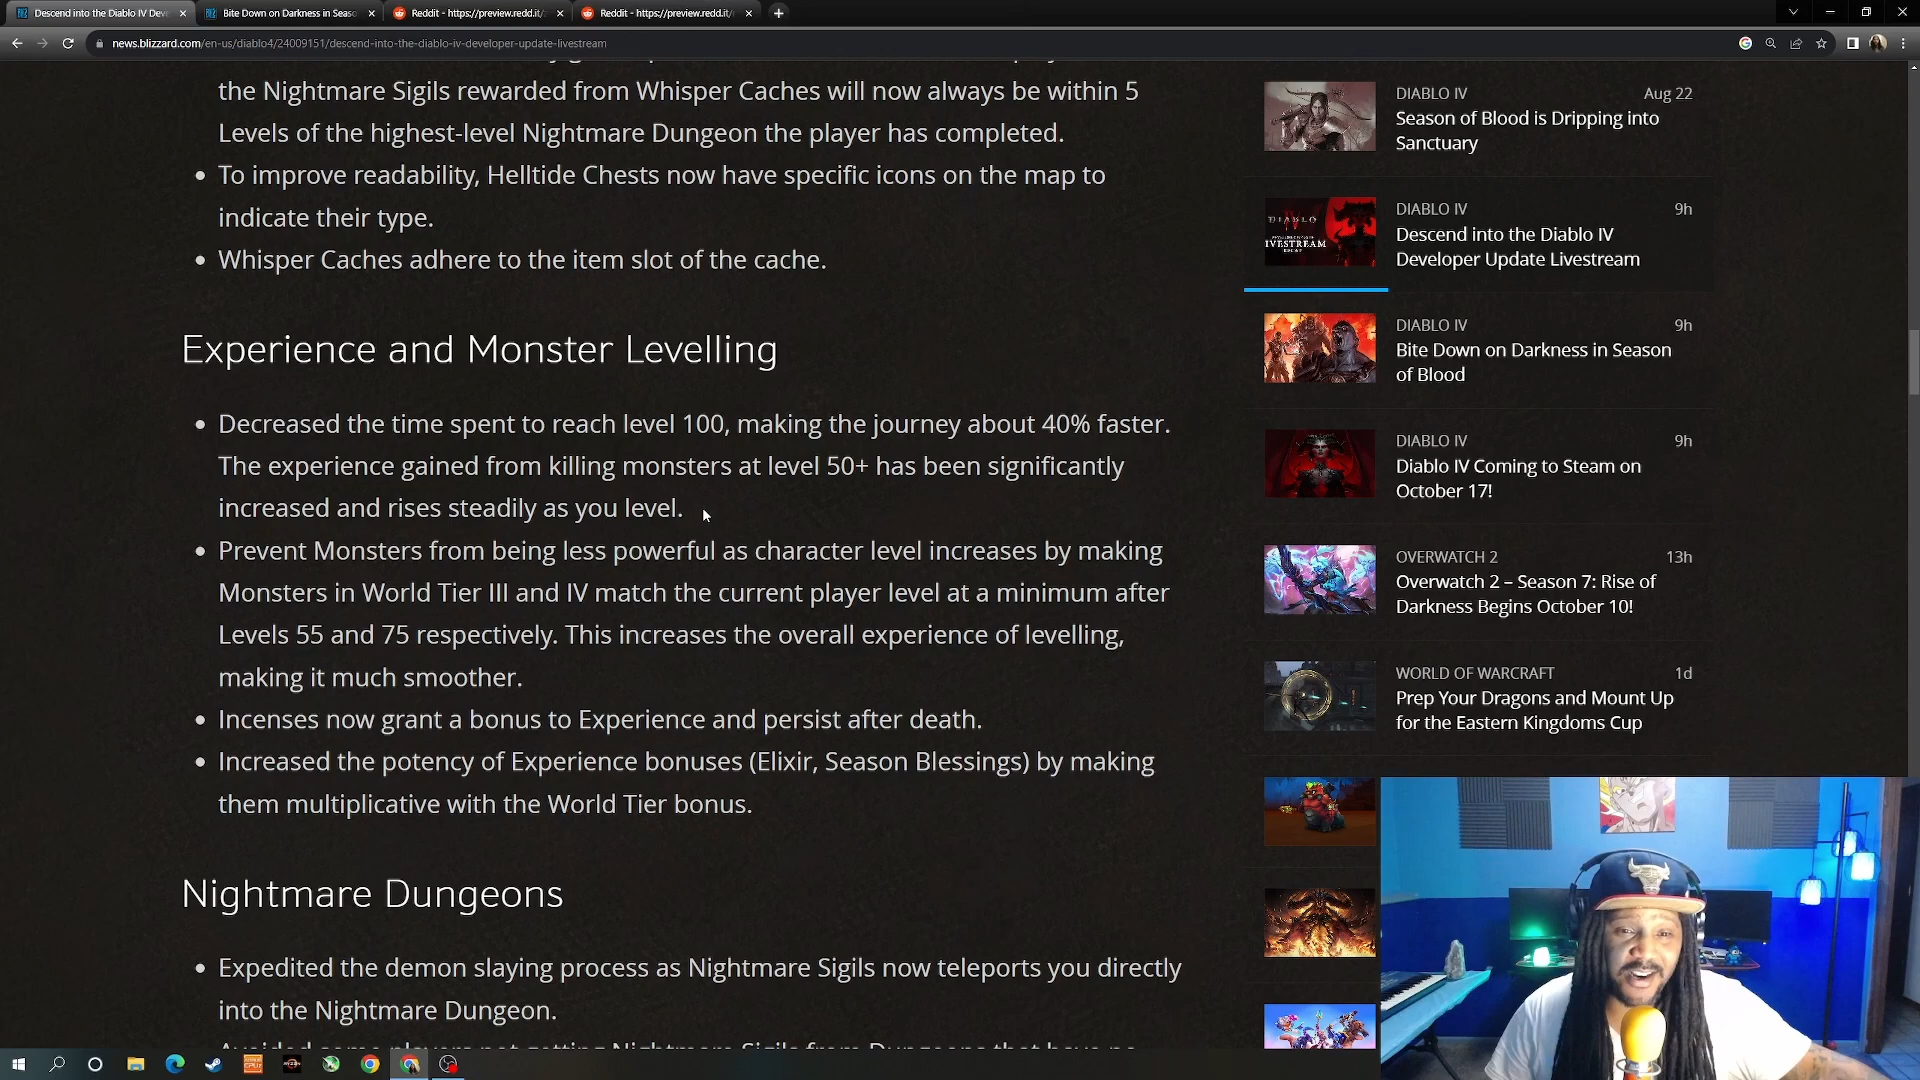 Descend into the Diablo IV Deve
Bite Down on Darkness in Seaso
Reddit - https://preview.redd.it/
Reddit - https://preview.redd.it/
news.blizzard.com/en-us/diablo4/24009151/descend-into-the-diablo-iv-developer-update-livestream
the Nightmare Sigils rewarded from Whisper Caches will now always be within 5
Levels of the highest-level Nightmare Dungeon the player has completed.
• To improve readability, Helltide Chests now have specific icons on the map to
indicate their type.
• Whisper Caches adhere to the item slot of the cache.
Experience and Monster Levelling
• Decreased the time spent to reach level 100, making the journey about 40% faster.
The experience gained from killing monsters at level 50+ has been significantly
increased and rises steadily as you level.
• Prevent Monsters from being less powerful as character level increases by making
Monsters in World Tier III and IV match the current player level at a minimum after
Levels 55 and 75 respectively. This increases the overall experience of levelling,
making it much smoother.
• Incenses now grant a bonus to Experience and persist after death.
• Increased the potency of Experience bonuses (Elixir, Season Blessings) by making
them multiplicative with the World Tier bonus.
Nightmare Dungeons
• Expedited the demon slaying process as Nightmare Sigils now teleports you directly
into the Nightmare Dungeon.
Avoided some players not getting Nightmare Sigils from Dungeons that have no
DIABLO IV Aug 22
Season of Blood is Dripping into
Sanctuary
DIABLO IV 9h
Descend into the Diablo IV
Developer Update Livestream
DIABLO IV 9h
Bite Down on Darkness in Season
of Blood
DIABLO IV 9h
Diablo IV Coming to Steam on
October 17!
OVERWATCH 2 13h
Overwatch 2 – Season 7: Rise of
Darkness Begins October 10!
WORLD OF WARCRAFT 1d
Prep Your Dragons and Mount Up
for the Eastern Kingdoms Cup